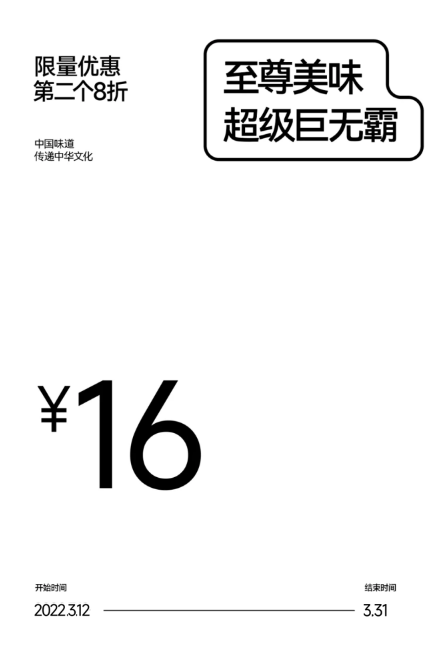 限量优惠
第二个8折
至尊美味
超级巨无霸
中国味道
传递中华文化
¥16
开始时间
结束时间
2022.3.12
3.31